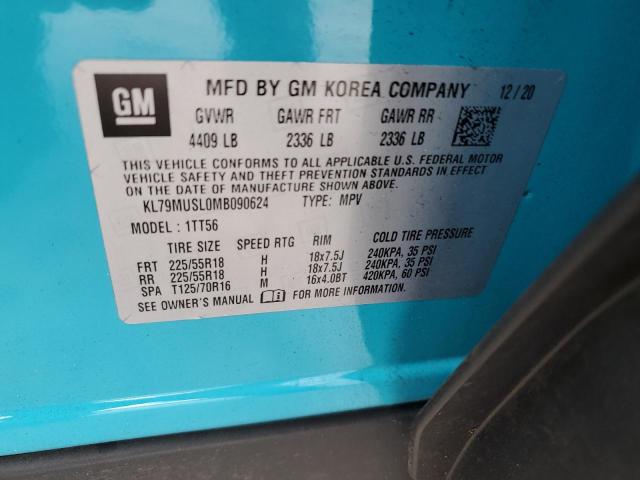 GM
MFD BY GM KOREA COMPANY 12/20
GVWR GAWR FRT GAWR RR
4409 LB 2336 LB 2336 LB
THIS VEHICLE CONFORMS TO ALL APPLICABLE U.S. FEDERAL MOTOR
VEHICLE SAFETY AND THEFT PREVENTION STANDARDS IN EFFECT ON
THE DATE OF MANUFACTURE SHOWN ABOVE.
KL79MUSL0MB090624 TYPE: MPV
MODEL: 1TT56
TIRE SIZE SPEED RTG RIM COLD TIRE PRESSURE
FRT 225/55R18 H 18x7.5J 240KPA, 35 PSI
RR 225/55R18 H 18x7.5J 240KPA, 35 PSI
SPA T125/70R16 M 16x4.0BT 420KPA, 60 PSI
SEE OWNER'S MANUAL FOR MORE INFORMATION.